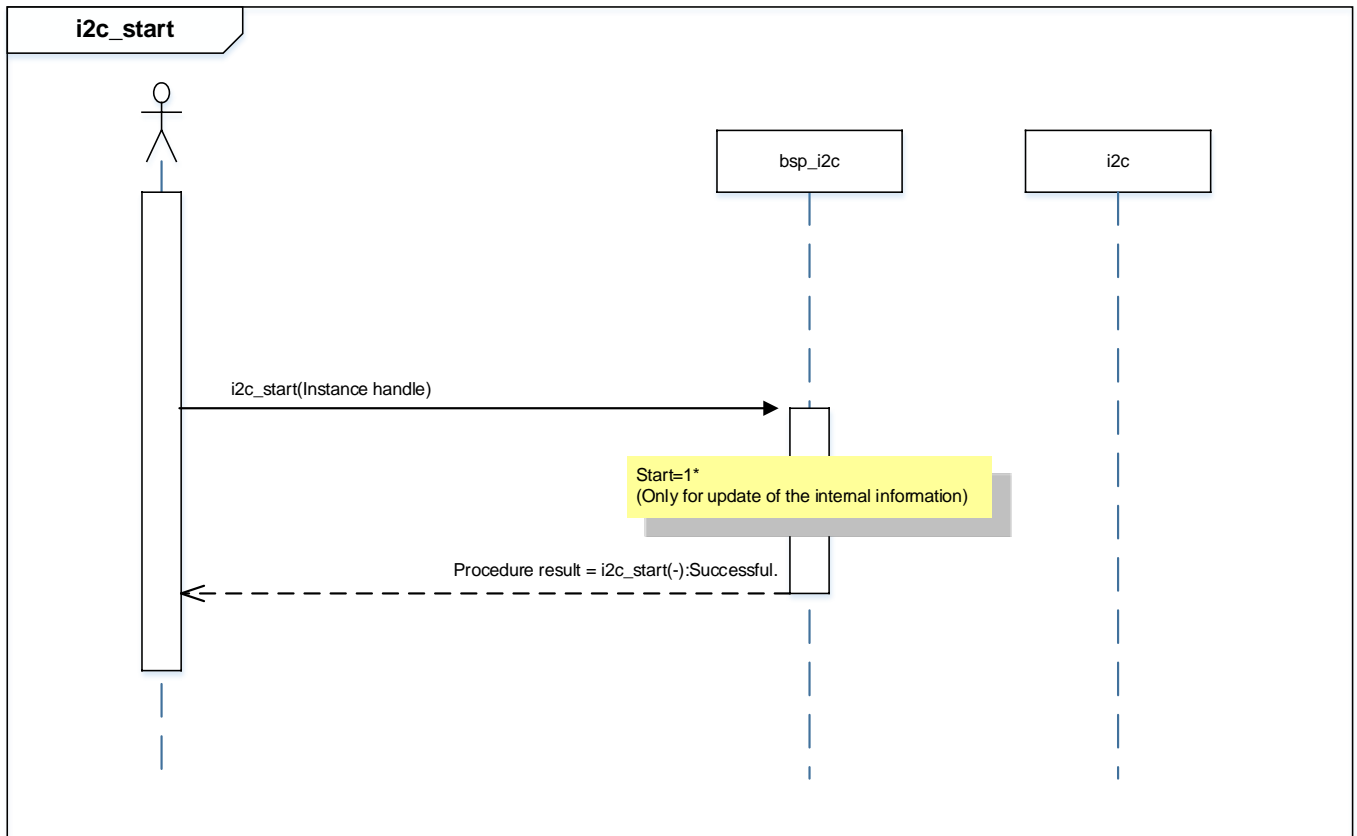 i2c_start
bsp_i2c
i2c
i2c_start(Instance handle)
Start=1*
(Only for update of the internal information)
Procedure result = i2c_start(-):Successful.